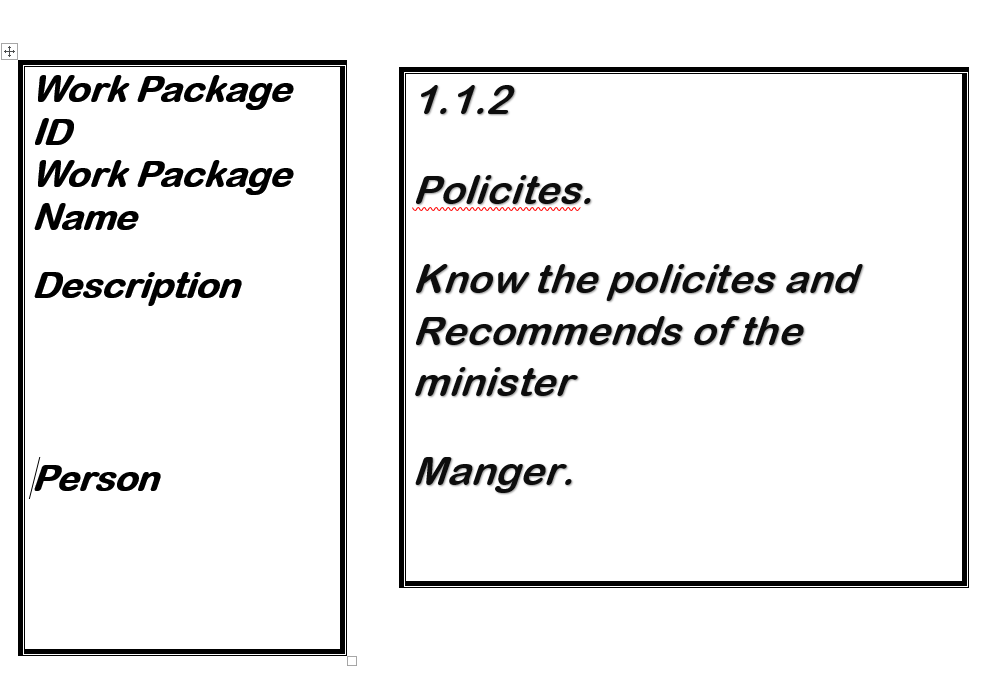 Work Package
ID
Work Package
Name
Description
Person
1.1.2
Policites.
Know the policites and
Recommends of the
minister
Manger.